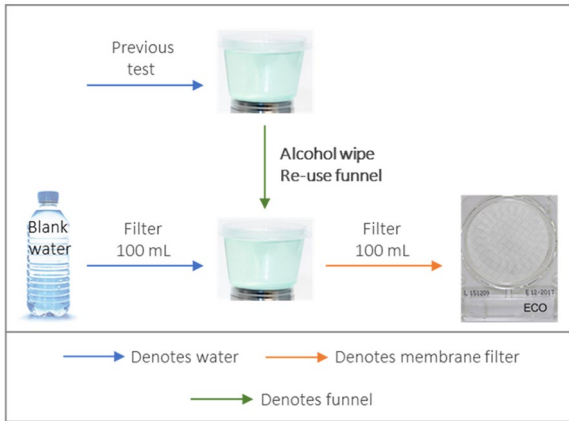 Previous
test
Alcohol wipe
Re-use funnel
Blank
water
Filter
100 mL
Filter
100 mL
L 151209
E 12-2017
ECO
Denotes water
Denotes membrane filter
Denotes funnel